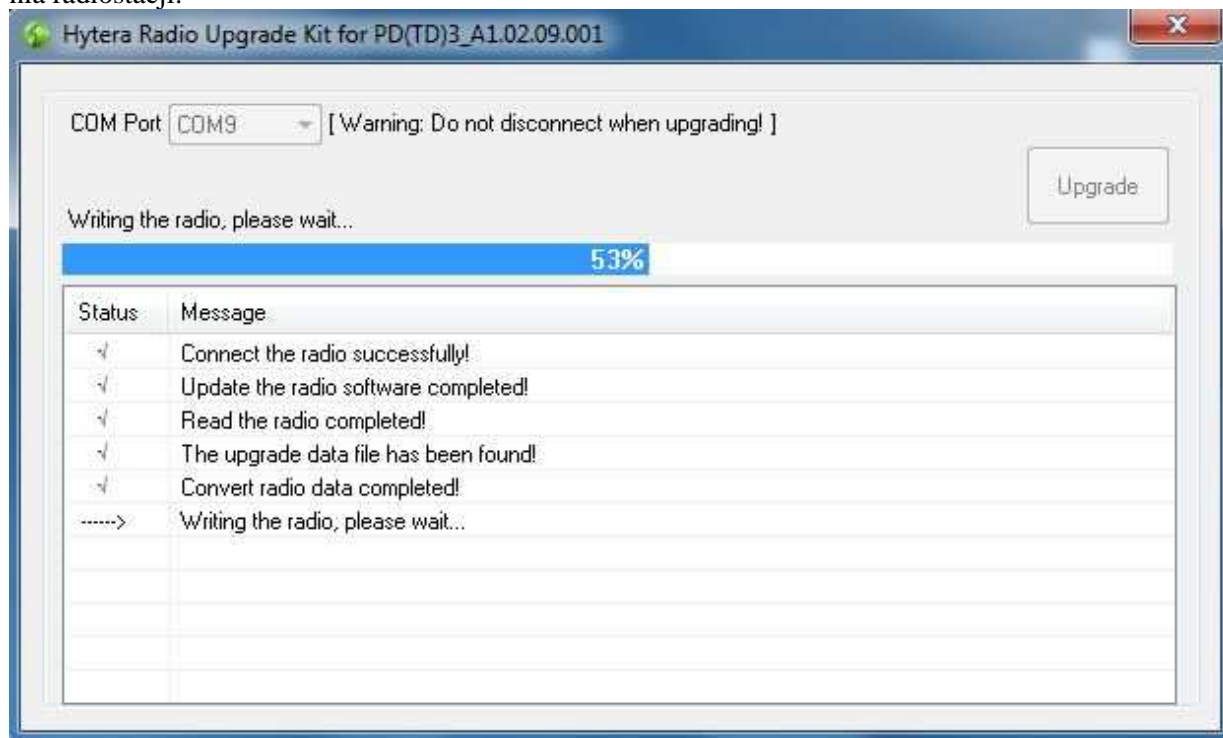 ma radiostacji.
Hytera Radio Upgrade Kit for PD(TD)3_A1.02.09.001
COM Port COM9 [ Warning: Do not disconnect when upgrading! ]
Upgrade
Writing the radio, please wait...
53%
Status Message
√ Connect the radio successfully!
√ Update the radio software completed!
√ Read the radio completed!
√ The upgrade data file has been found!
√ Convert radio data completed!
------> Writing the radio, please wait...